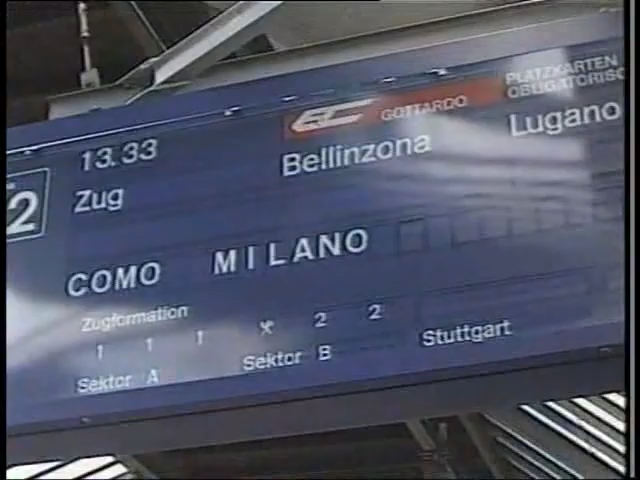 PLATZKARTEN
OBLIGATORISC
EC GOTTARDO
13.33 Bellinzona Lugano
2 Zug
COMO MILANO
Zugformation
1 1 1 2 2
Sektor A Sektor B Stuttgart